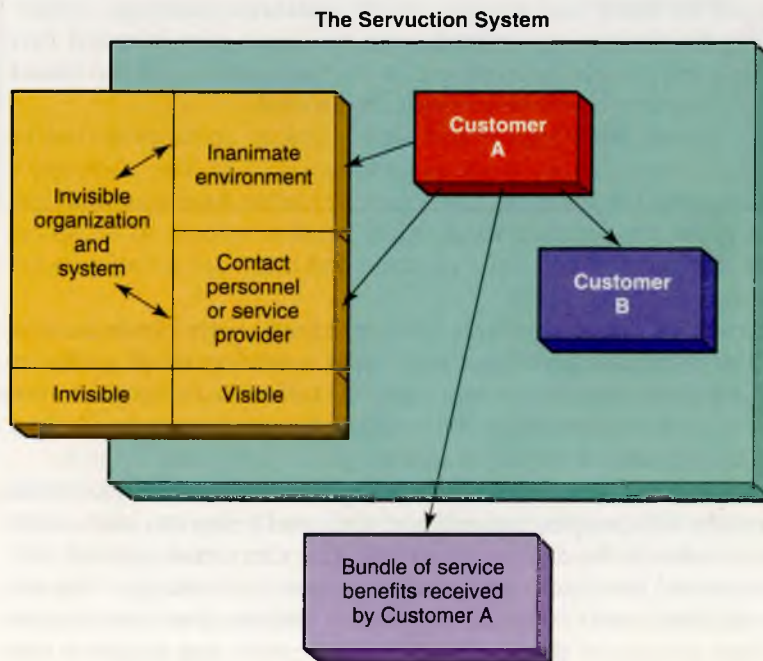 The Servuction System
Inanimate
environment
Invisible
organization
and
system
Contact
personnel
or service
provider
Invisible
Visible
Customer
A
Customer
B
Bundle of service
benefits received
by Customer A